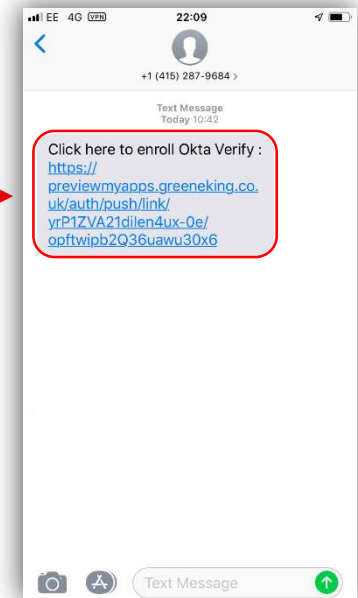 EE 4G VPN 22:09
+1 (415) 287-9684 >
Text Message
Today 10:42
Click here to enroll Okta Verify :
https://
previewmyapps.greeneking.co.
uk/auth/push/link/
yrP1ZVA21dilen4ux-0e/
opftwipb2Q36uawu30x6
Text Message